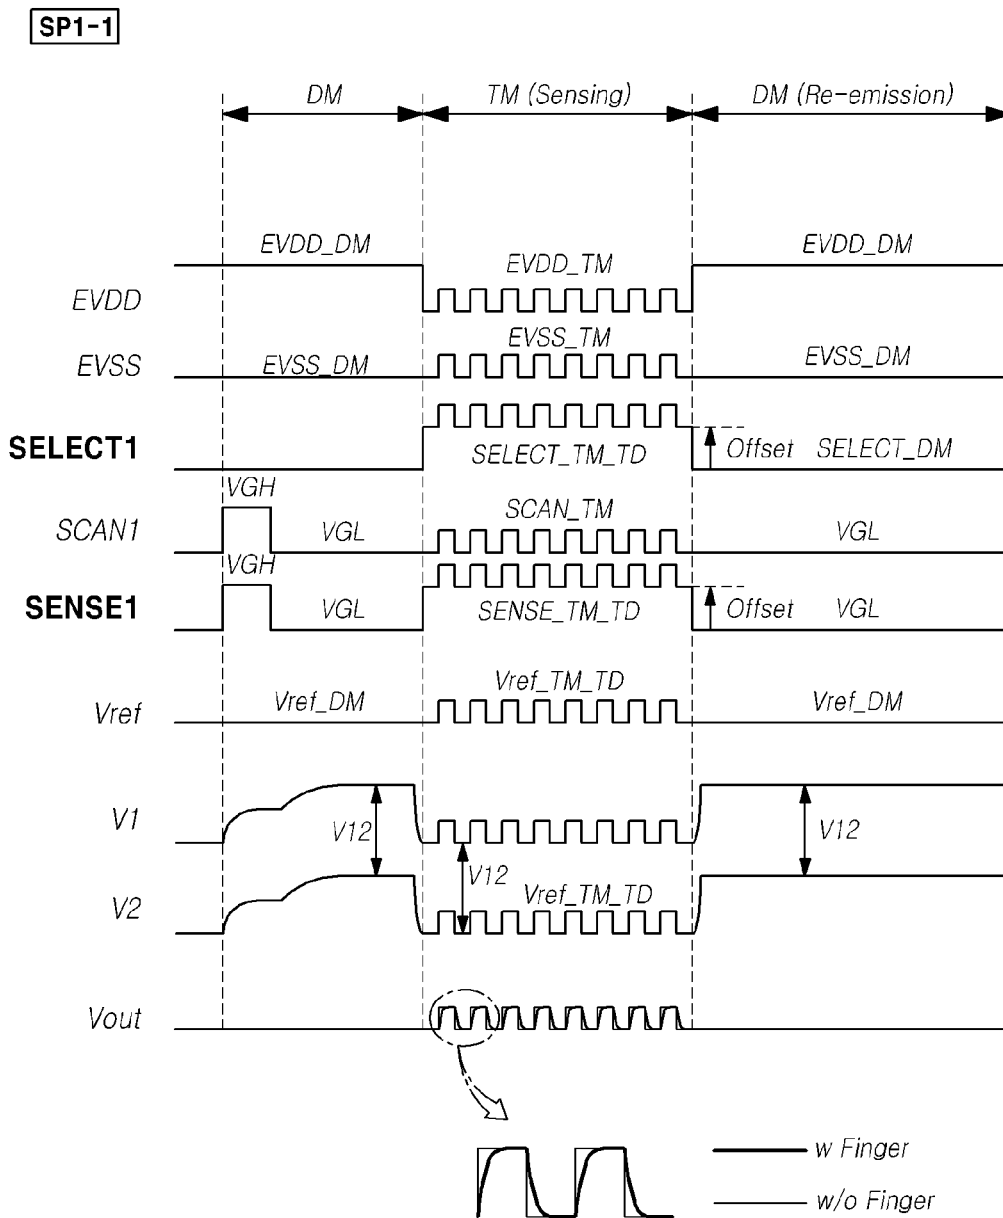 SP1-1
DM TM (Sensing) DM (Re-emission)
EVDD EVDD_DM EVDD_TM EVDD_DM
EVSS EVSS_DM EVSS_TM EVSS_DM
SELECT1 SELECT_TM_TD Offset SELECT_DM
SCAN1 VGH VGL SCAN_TM VGL
SENSE1 VGH VGL SENSE_TM_TD Offset VGL
Vref Vref_DM Vref_TM_TD Vref_DM
V1 V12 V12
V2 V12 Vref_TM_TD
Vout
w Finger
w/o Finger